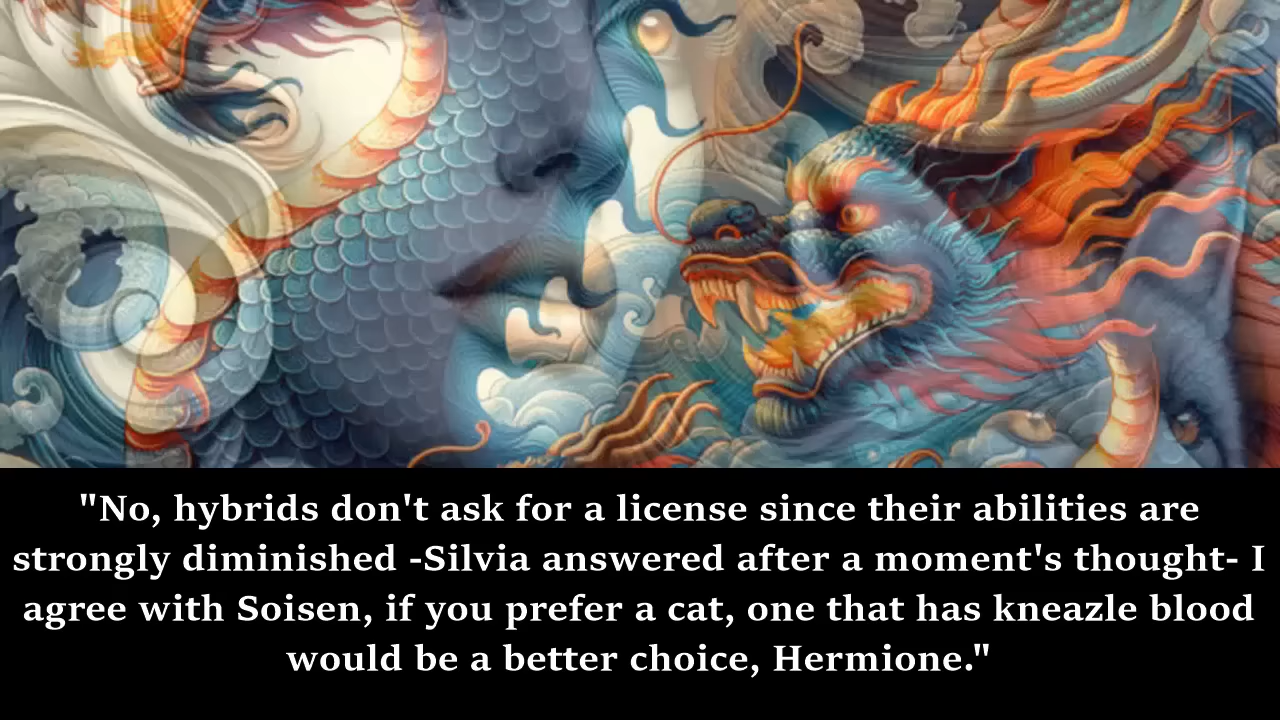 "No, hybrids don't ask for a license since their abilities are
strongly diminished -Silvia answered after a moment's thought- I
agree with Soisen, if you prefer a cat, one that has kneazle blood
would be a better choice, Hermione."